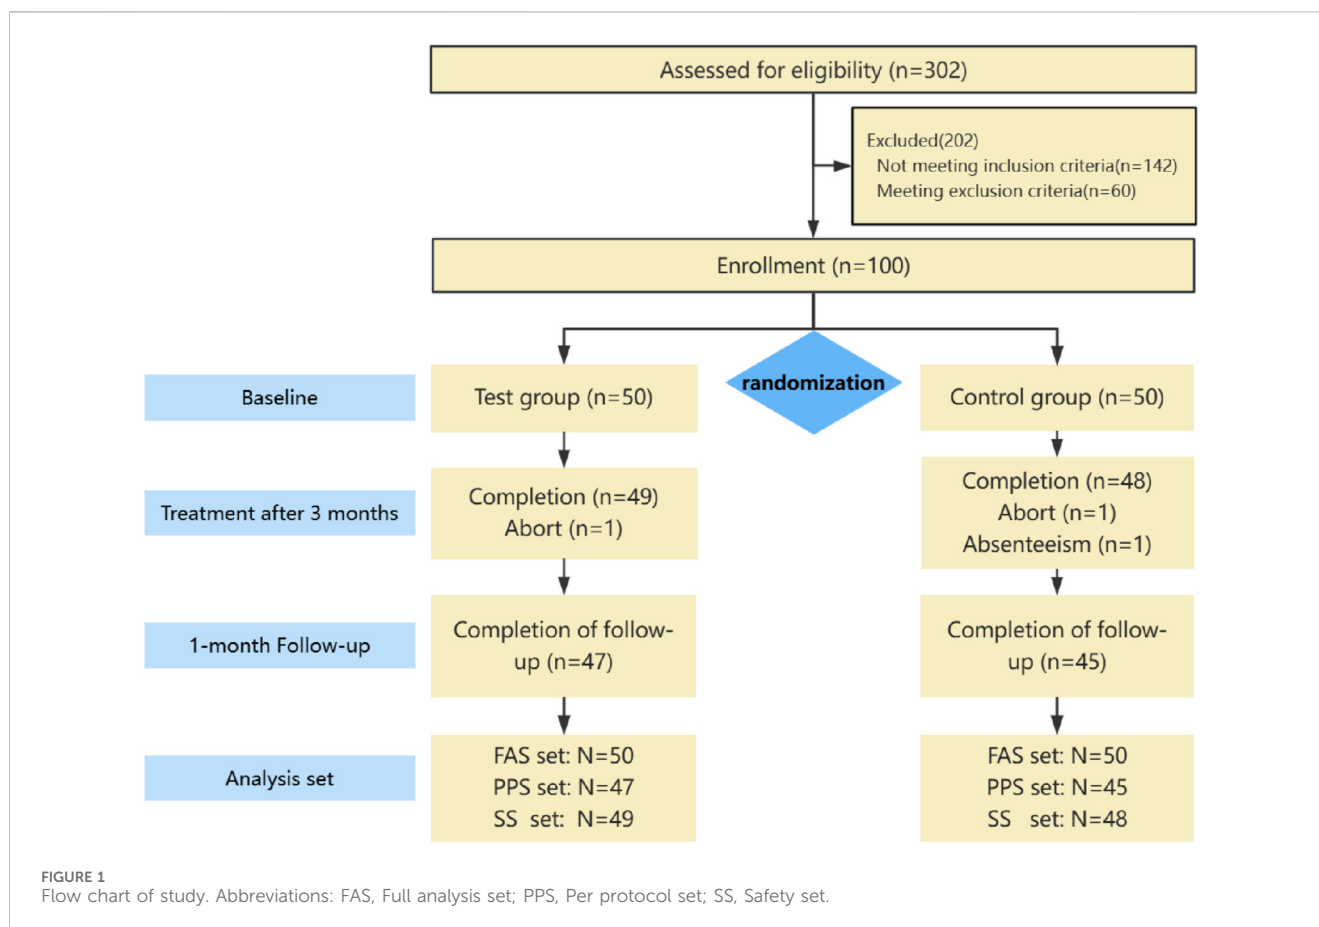 Assessed for eligibility (n=302)
Excluded(202)
Not meeting inclusion criteria(n=142)
Meeting exclusion criteria(n=60)
Enrollment (n=100)
randomization
Baseline
Test group (n=50)
Control group (n=50)
Treatment after 3 months
Completion (n=49)
Abort (n=1)
Completion (n=48)
Abort (n=1)
Absenteeism (n=1)
1-month Follow-up
Completion of follow-
up (n=47)
Completion of follow-
up (n=45)
Analysis set
FAS set: N=50
PPS set: N=47
SS set: N=49
FAS set: N=50
PPS set: N=45
SS set: N=48
FIGURE 1
Flow chart of study. Abbreviations: FAS, Full analysis set; PPS, Per protocol set; SS, Safety set.